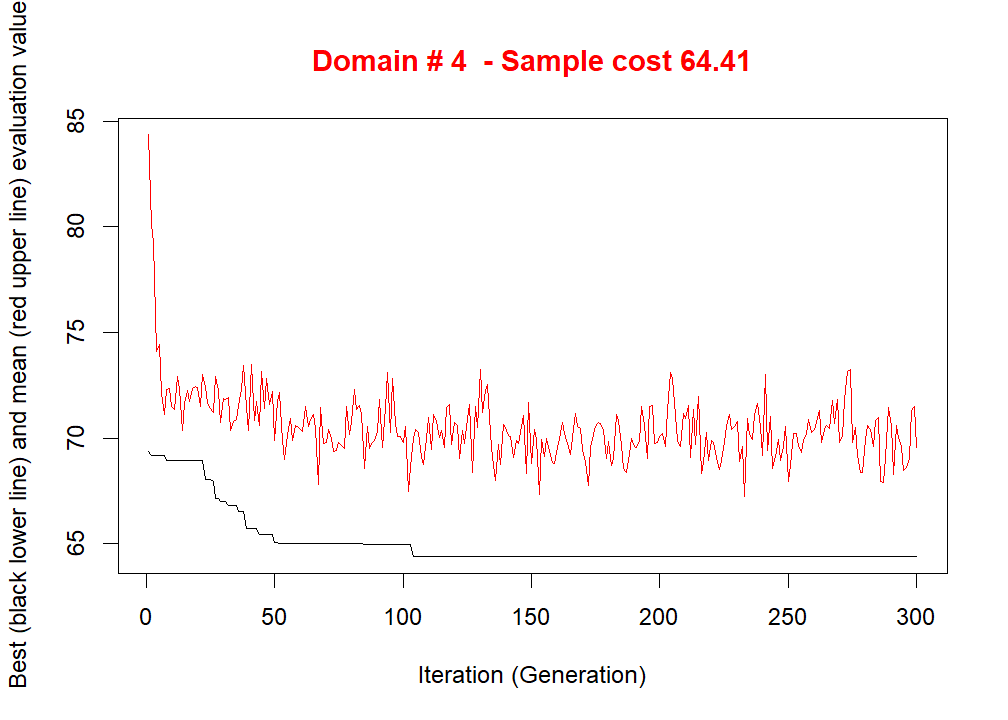 Domain # 4  - Sample cost 64.41
Best (black lower line) and mean (red upper line) evaluation value
85
80
75
70
65
0 50 100 150 200 250 300
Iteration (Generation)